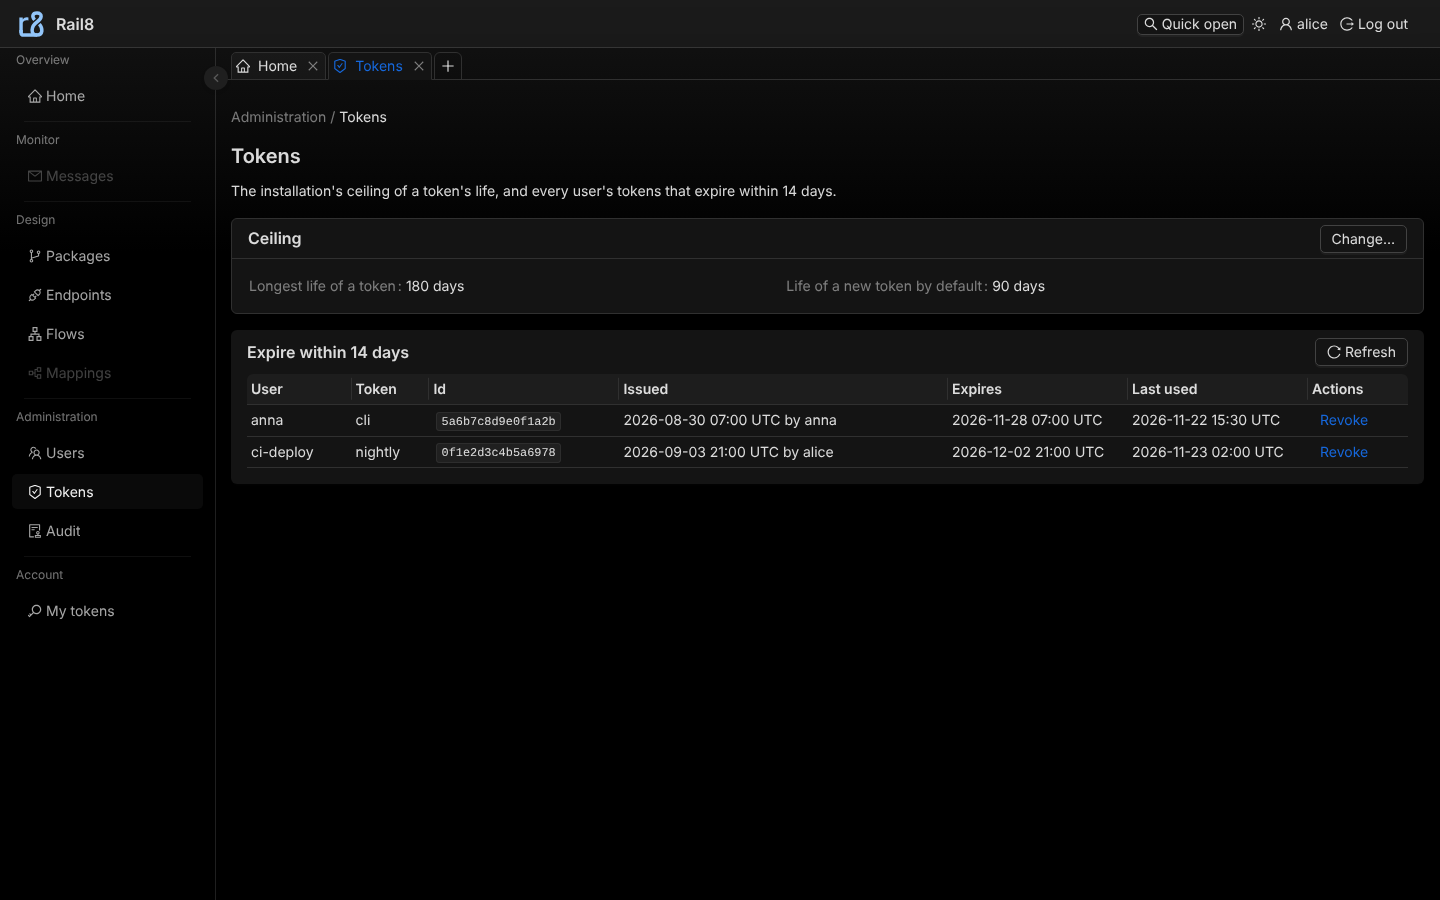 Rail8
Quick open
alice
Log out
Overview
Home
Monitor
Messages
Design
Packages
Endpoints
Flows
Mappings
Administration
Users
Tokens
Audit
Account
My tokens
Home
Tokens
Administration / Tokens
Tokens
The installation's ceiling of a token's life, and every user's tokens that expire within 14 days.
Ceiling
Change...
Longest life of a token: 180 days
Life of a new token by default: 90 days
Expire within 14 days
Refresh
User Token Id Issued Expires Last used Actions
anna cli 5a6b7c8d9e0f1a2b 2026-08-30 07:00 UTC by anna 2026-11-28 07:00 UTC 2026-11-22 15:30 UTC Revoke
ci-deploy nightly 0f1e2d3c4b5a6978 2026-09-03 21:00 UTC by alice 2026-12-02 21:00 UTC 2026-11-23 02:00 UTC Revoke